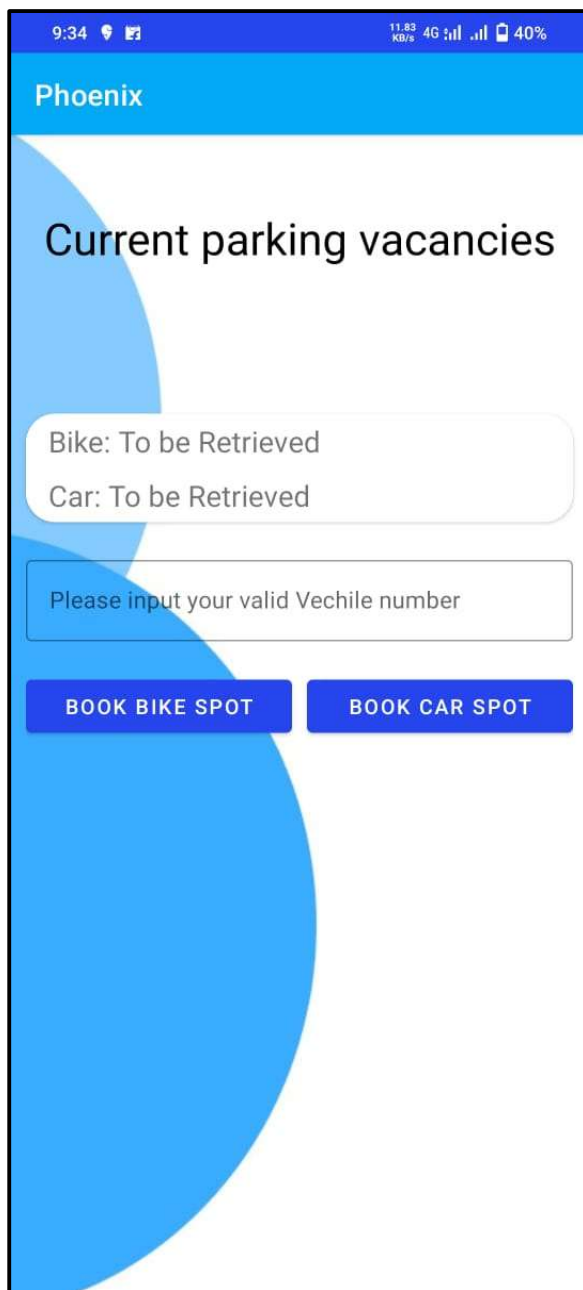 9:34 11.83 KB/s 4G 40%
Phoenix
Current parking vacancies
Bike: To be Retrieved
Car: To be Retrieved
Please input your valid Vechile number
BOOK BIKE SPOT BOOK CAR SPOT